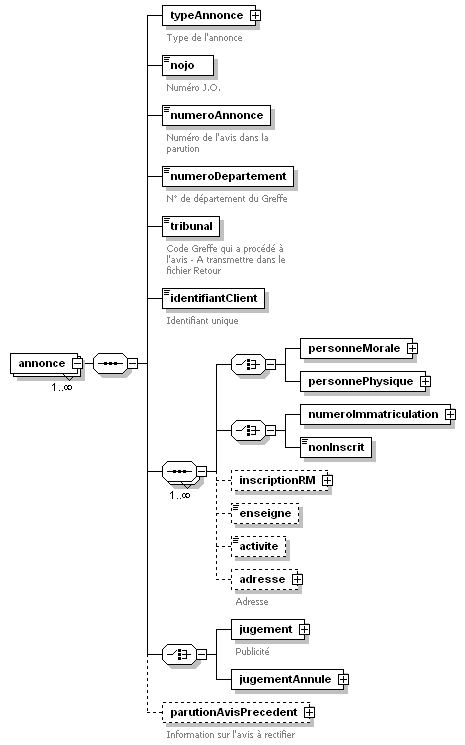 typeAnnonce
Type de l'annonce
nojo
Numéro J.O.
numeroAnnonce
Numéro de l'avis dans la
parution
numeroDepartement
N° de département du Greffe
tribunal
Code Greffe qui a procédé à
l'avis - A transmettre dans le
fichier Retour
identifiantClient
Identifiant unique
annonce
1..∞
personneMorale
personnePhysique
numeroImmatriculation
nonInscrit
1..∞
inscriptionRM
enseigne
activite
adresse
Adresse
jugement
Publicité
jugementAnnule
parutionAvisPrecedent
Information sur l'avis à rectifier